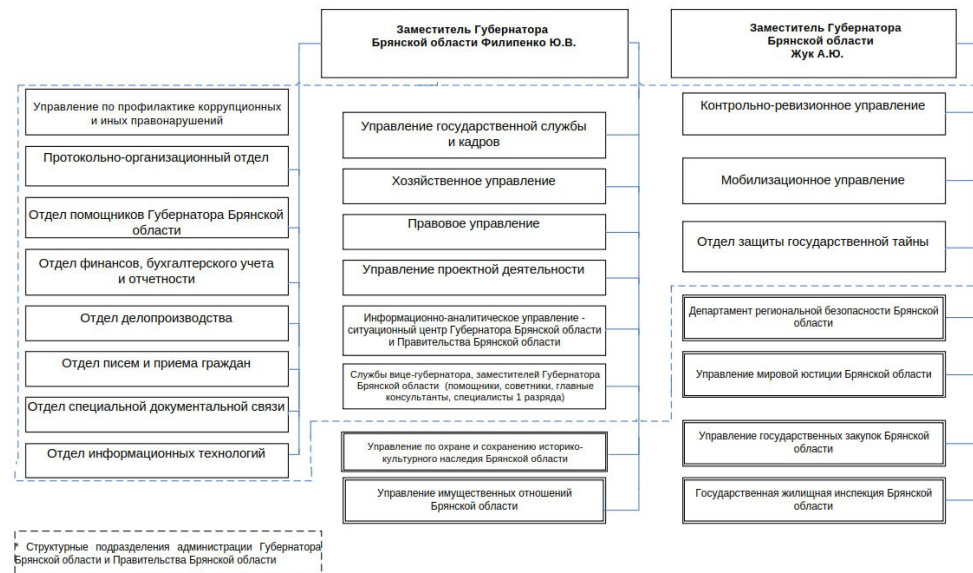 Заместитель Губернатора
Брянской области Филипенко Ю.В.
Заместитель Губернатора
Брянской области
Жук А.Ю.
Управление по профилактике коррупционных
и иных правонарушений
Протокольно-организационный отдел
Отдел помощников Губернатора Брянской
области
Отдел финансов, бухгалтерского учета
и отчетности
Отдел делопроизводства
Отдел писем и приема граждан
Отдел специальной документальной связи
Отдел информационных технологий
Управление государственной службы
и кадров
Хозяйственное управление
Правовое управление
Управление проектной деятельности
Информационно-аналитическое управление -
ситуационный центр Губернатора Брянской области
и Правительства Брянской области
Службы вице-губернатора, заместителей Губернатора
Брянской области (помощники, советники, главные
консультанты, специалисты 1 разряда)
Управление по охране и сохранению историко-
культурного наследия Брянской области
Управление имущественных отношений
Брянской области
Контрольно-ревизионное управление
Мобилизационное управление
Отдел защиты государственной тайны
Департамент региональной безопасности Брянской
области
Управление мировой юстиции Брянской области
Управление государственных закупок Брянской
области
Государственная жилищная инспекция Брянской
области
* Структурные подразделения администрации Губернатора
Брянской области и Правительства Брянской области